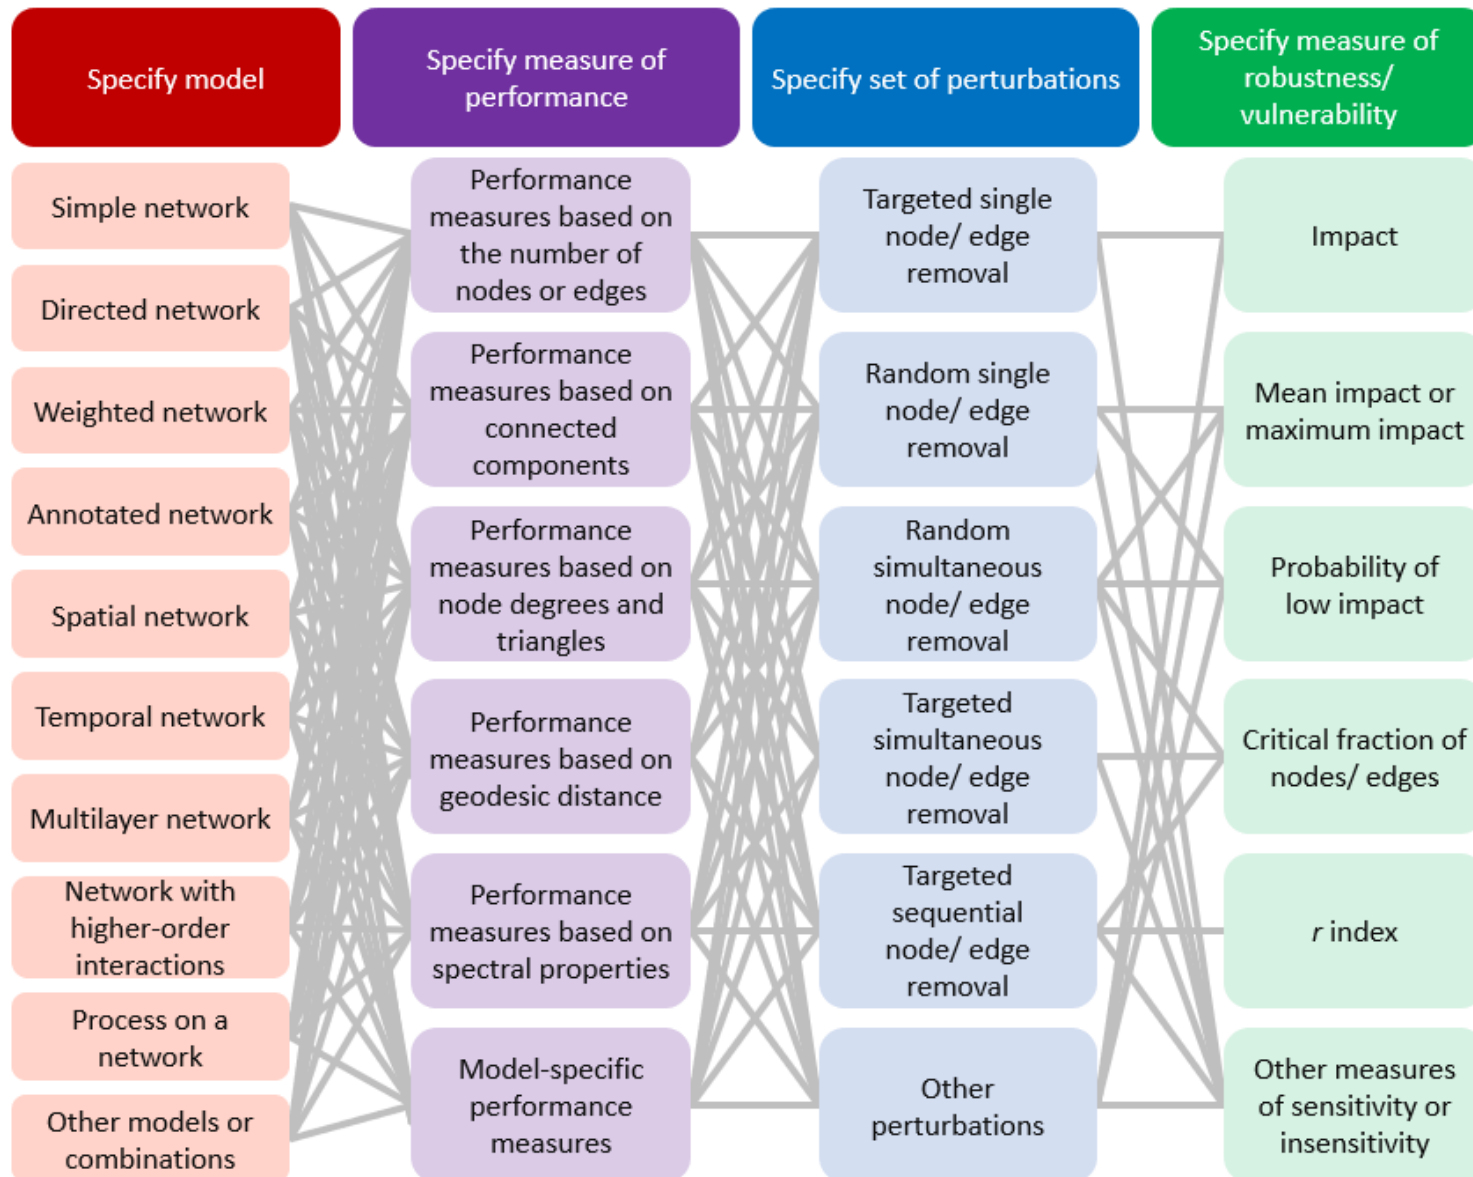 Specify model
Specify measure of
performance
Specify set of perturbations
Specify measure of
robustness/
vulnerability
Simple network
Directed network
Weighted network
Annotated network
Spatial network
Temporal network
Multilayer network
Network with
higher-order
interactions
Process on a
network
Other models or
combinations
Performance
measures based on
the number of
nodes or edges
Performance
measures based on
connected
components
Performance
measures based on
node degrees and
triangles
Performance
measures based on
geodesic distance
Performance
measures based on
spectral properties
Model-specific
performance
measures
Targeted single
node/ edge
removal
Random single
node/ edge
removal
Random
simultaneous
node/ edge
removal
Targeted
simultaneous
node/ edge
removal
Targeted
sequential
node/ edge
removal
Other
perturbations
Impact
Mean impact or
maximum impact
Probability of
low impact
Critical fraction of
nodes/ edges
r index
Other measures
of sensitivity or
insensitivity